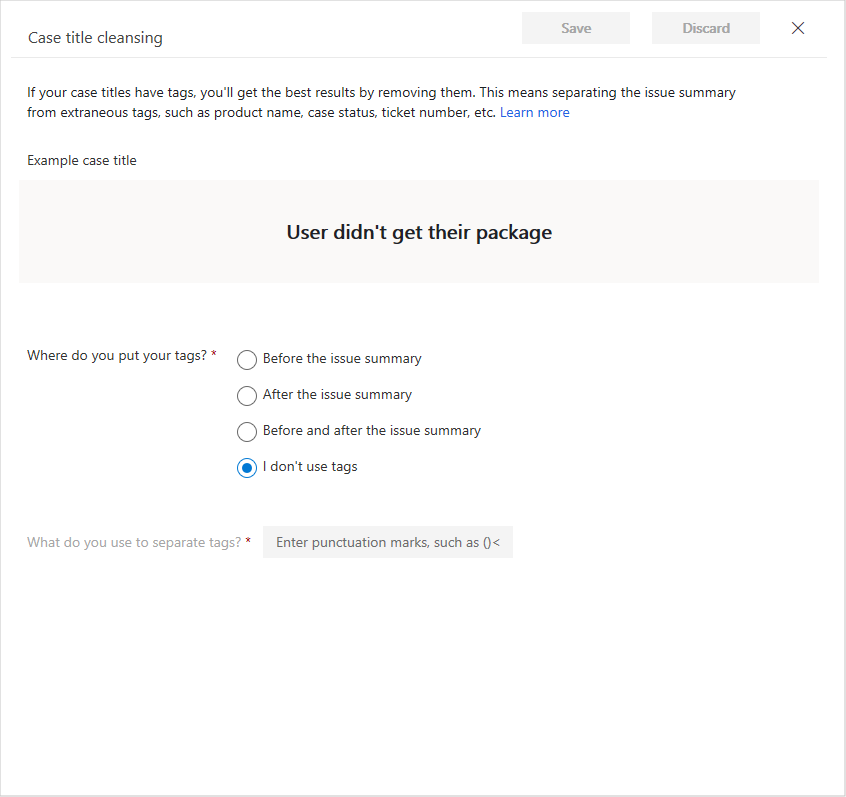 Case title cleansing
Save
Discard
If your case titles have tags, you'll get the best results by removing them. This means separating the issue summary
from extraneous tags, such as product name, case status, ticket number, etc. Learn more
Example case title
User didn't get their package
Where do you put your tags? *
Before the issue summary
After the issue summary
Before and after the issue summary
I don't use tags
What do you use to separate tags? *
Enter punctuation marks, such as ()<